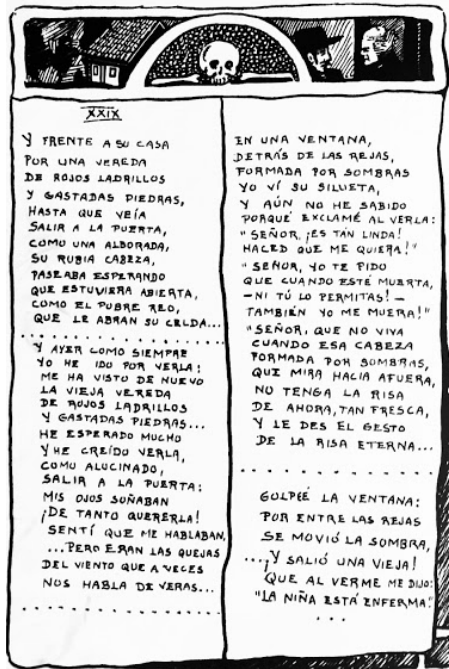 XXIX
Y FRENTE A SU CASA
POR UNA VEREDA
DE ROJOS LADRILLOS
Y GASTADAS PIEDRAS,
HASTA QUE VEÍA
SALIR A LA PUERTA,
COMO UNA ALBORADA,
SU RUBIA CABEZA,
PASEABA ESPERANDO
QUE ESTUVIERA ABIERTA,
COMO EL POBRE REO,
QUE LE ABRAN SU CELDA...
Y AYER COMO SIEMPRE
YO HE IDO POR VERLA;
ME HA VISTO DE NUEVO
LA VIEJA VEREDA
DE ROJOS LADRILLOS
Y GASTADAS PIEDRAS...
HE ESPERADO MUCHO
Y HE CREÍDO VERLA,
COMO ALUCINADO,
SALIR A LA PUERTA:
MIS OJOS SOÑABAN
¡DE TANTO QUERERLA!
SENTÍ QUE ME HABLABAN,
...PERO ERAN LAS QUEJAS
DEL VIENTO QUE A VECES
NOS HABLA DE VERAS...
EN UNA VENTANA,
DETRÁS DE LAS REJAS,
FORMADA POR SOMBRAS
YO VÍ SU SILUETA,
Y AÚN NO HE SABIDO
PORQUÉ EXCLAMÉ AL VERLA:
"SEÑOR, ¡ES TAN LINDA!
HACED QUE ME QUIERA!"
"SEÑOR, YO TE PIDO
QUE CUANDO ESTÉ MUERTA,
–NI TÚ LO PERMITAS!–
TAMBIÉN YO ME MUERA!"
"SEÑOR, QUE NO VIVA
CUANDO ESA CABEZA
FORMADA POR SOMBRAS,
QUE MIRA HACIA AFUERA,
NO TENGA LA RISA
DE AHORA, TAN FRESCA,
Y LE DES EL GESTO
DE LA RISA ETERNA...
GOLPEÉ LA VENTANA:
POR ENTRE LAS REJAS
SE MOVIÓ LA SOMBRA,
...¡Y SALIÓ UNA VIEJA!
QUE AL VERME ME DIJO:
"LA NIÑA ESTÁ ENFERMA."
...